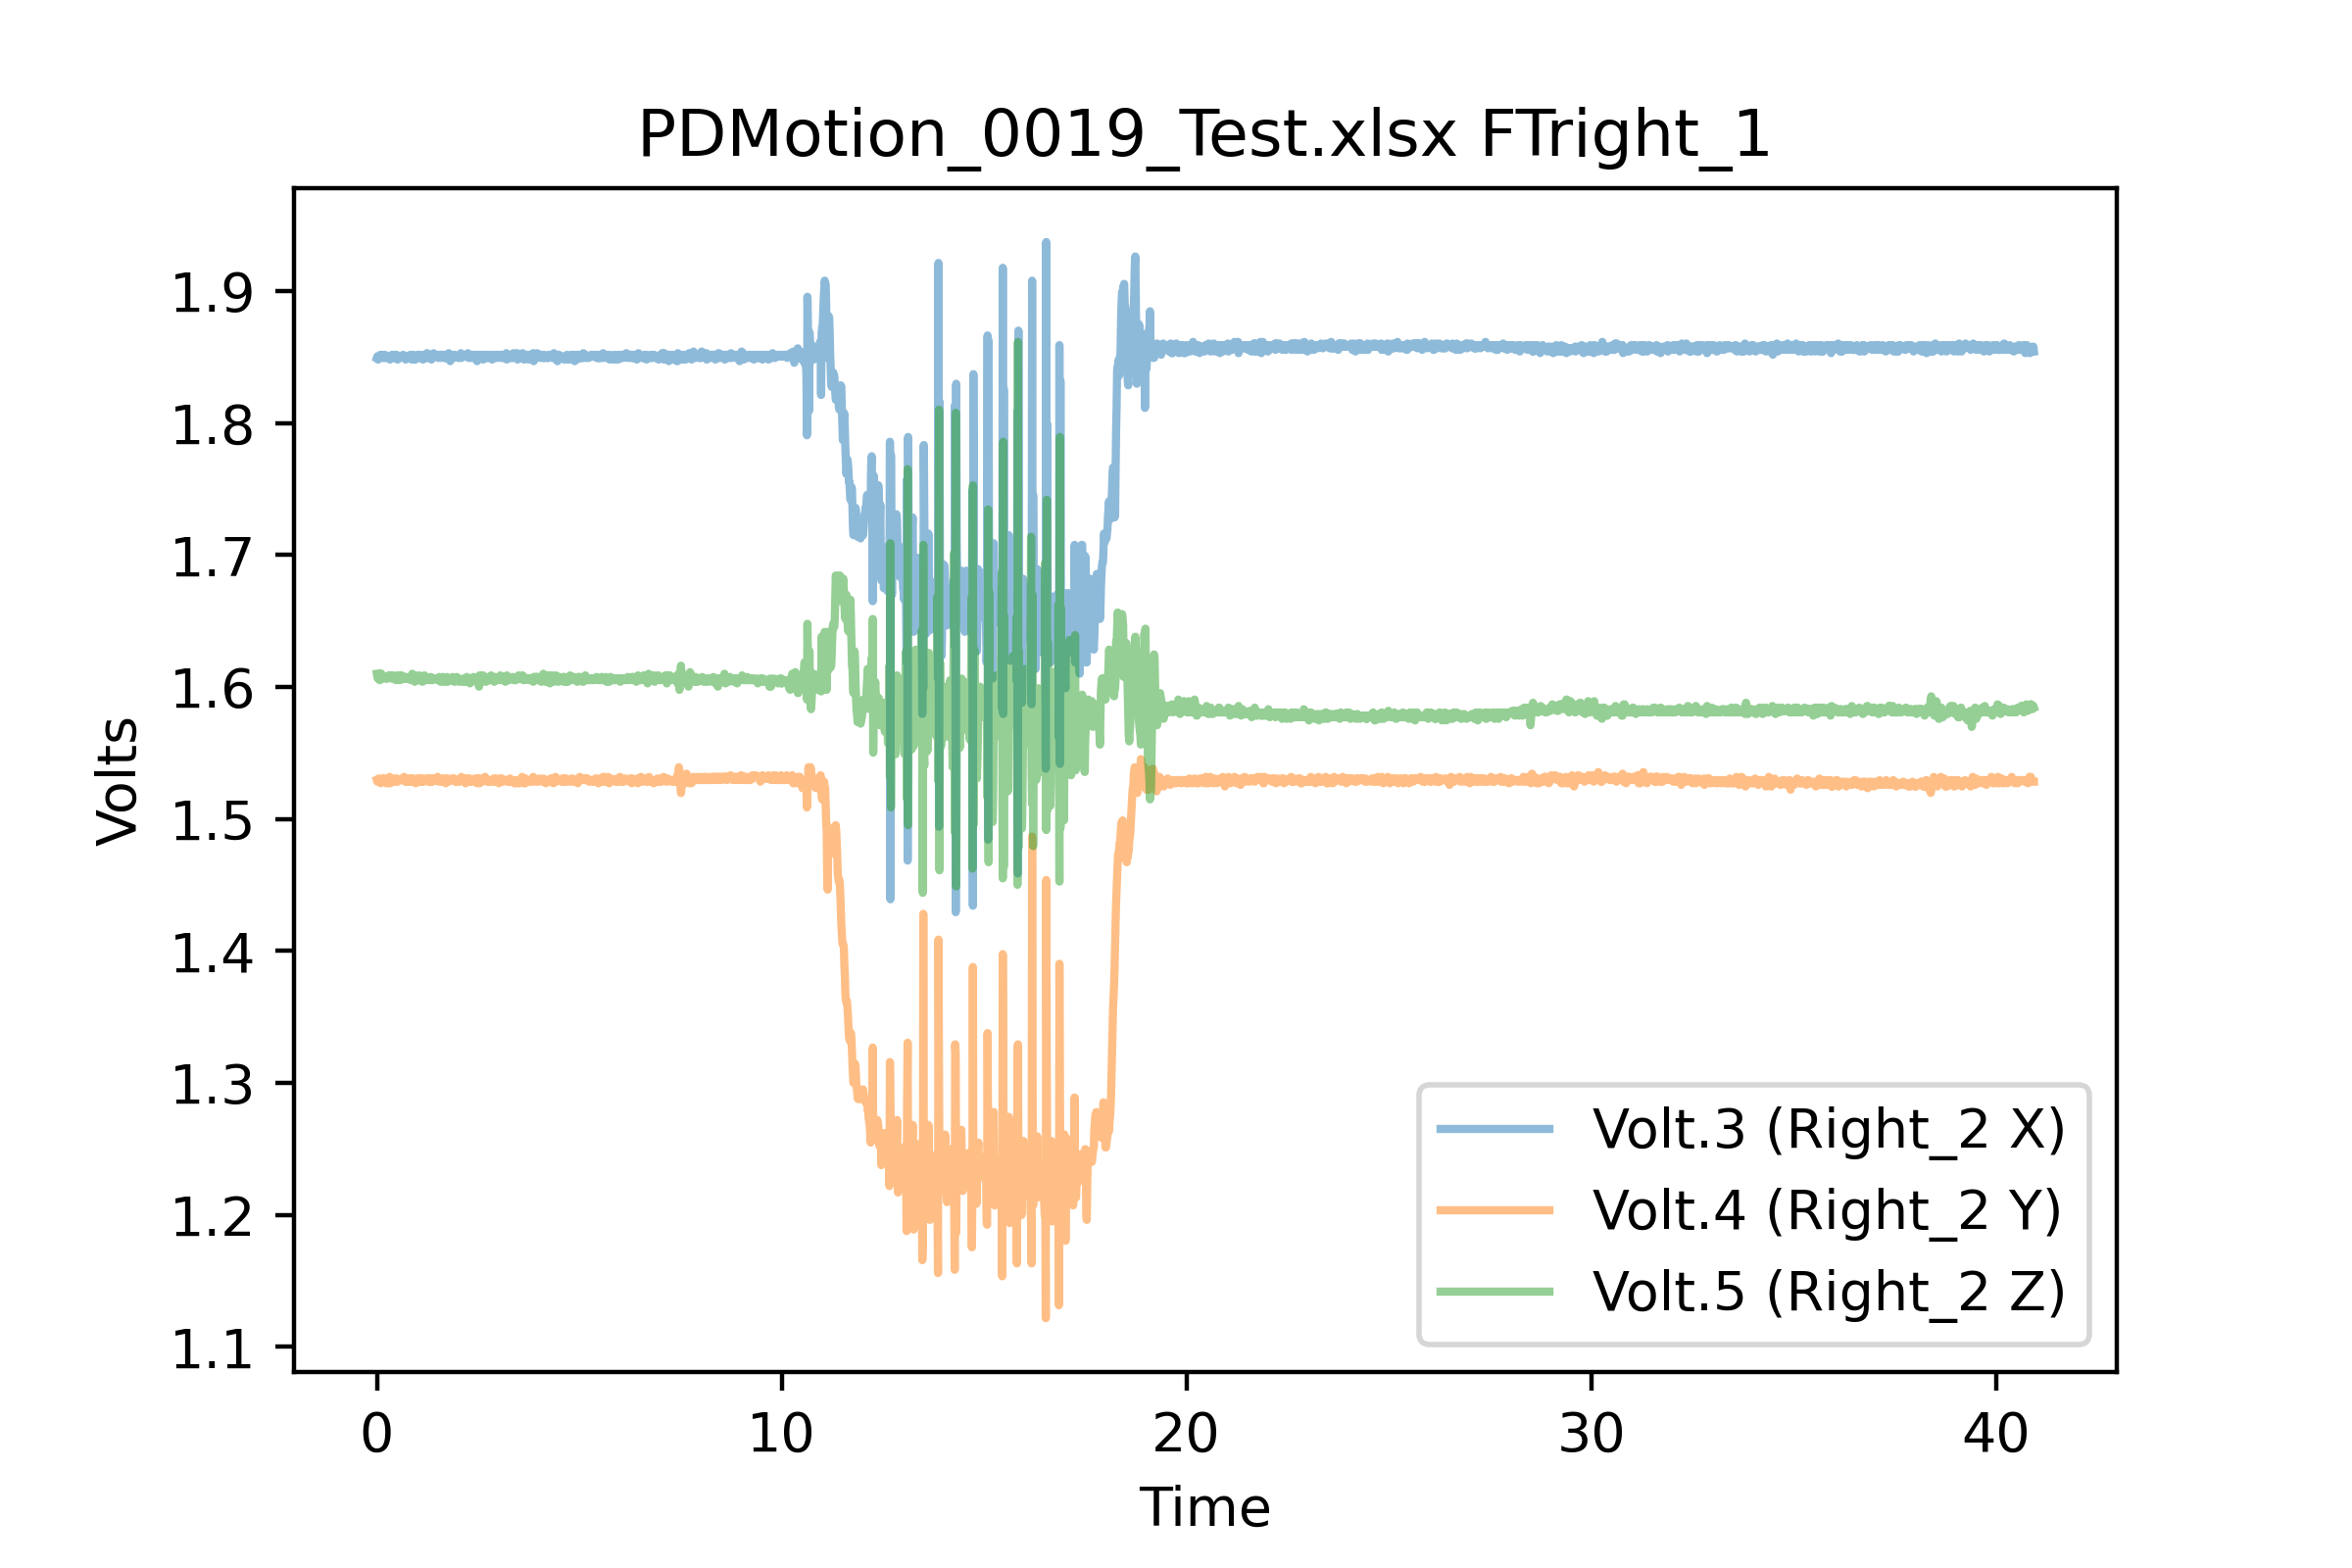 PDMotion_0019_Test.xlsx FTright_1
Volts
1.9
1.8
1.7
1.6
1.5
1.4
1.3
1.2
1.1
Volt.3 (Right_2 X)
Volt.4 (Right_2 Y)
Volt.5 (Right_2 Z)
0 10 20 30 40
Time